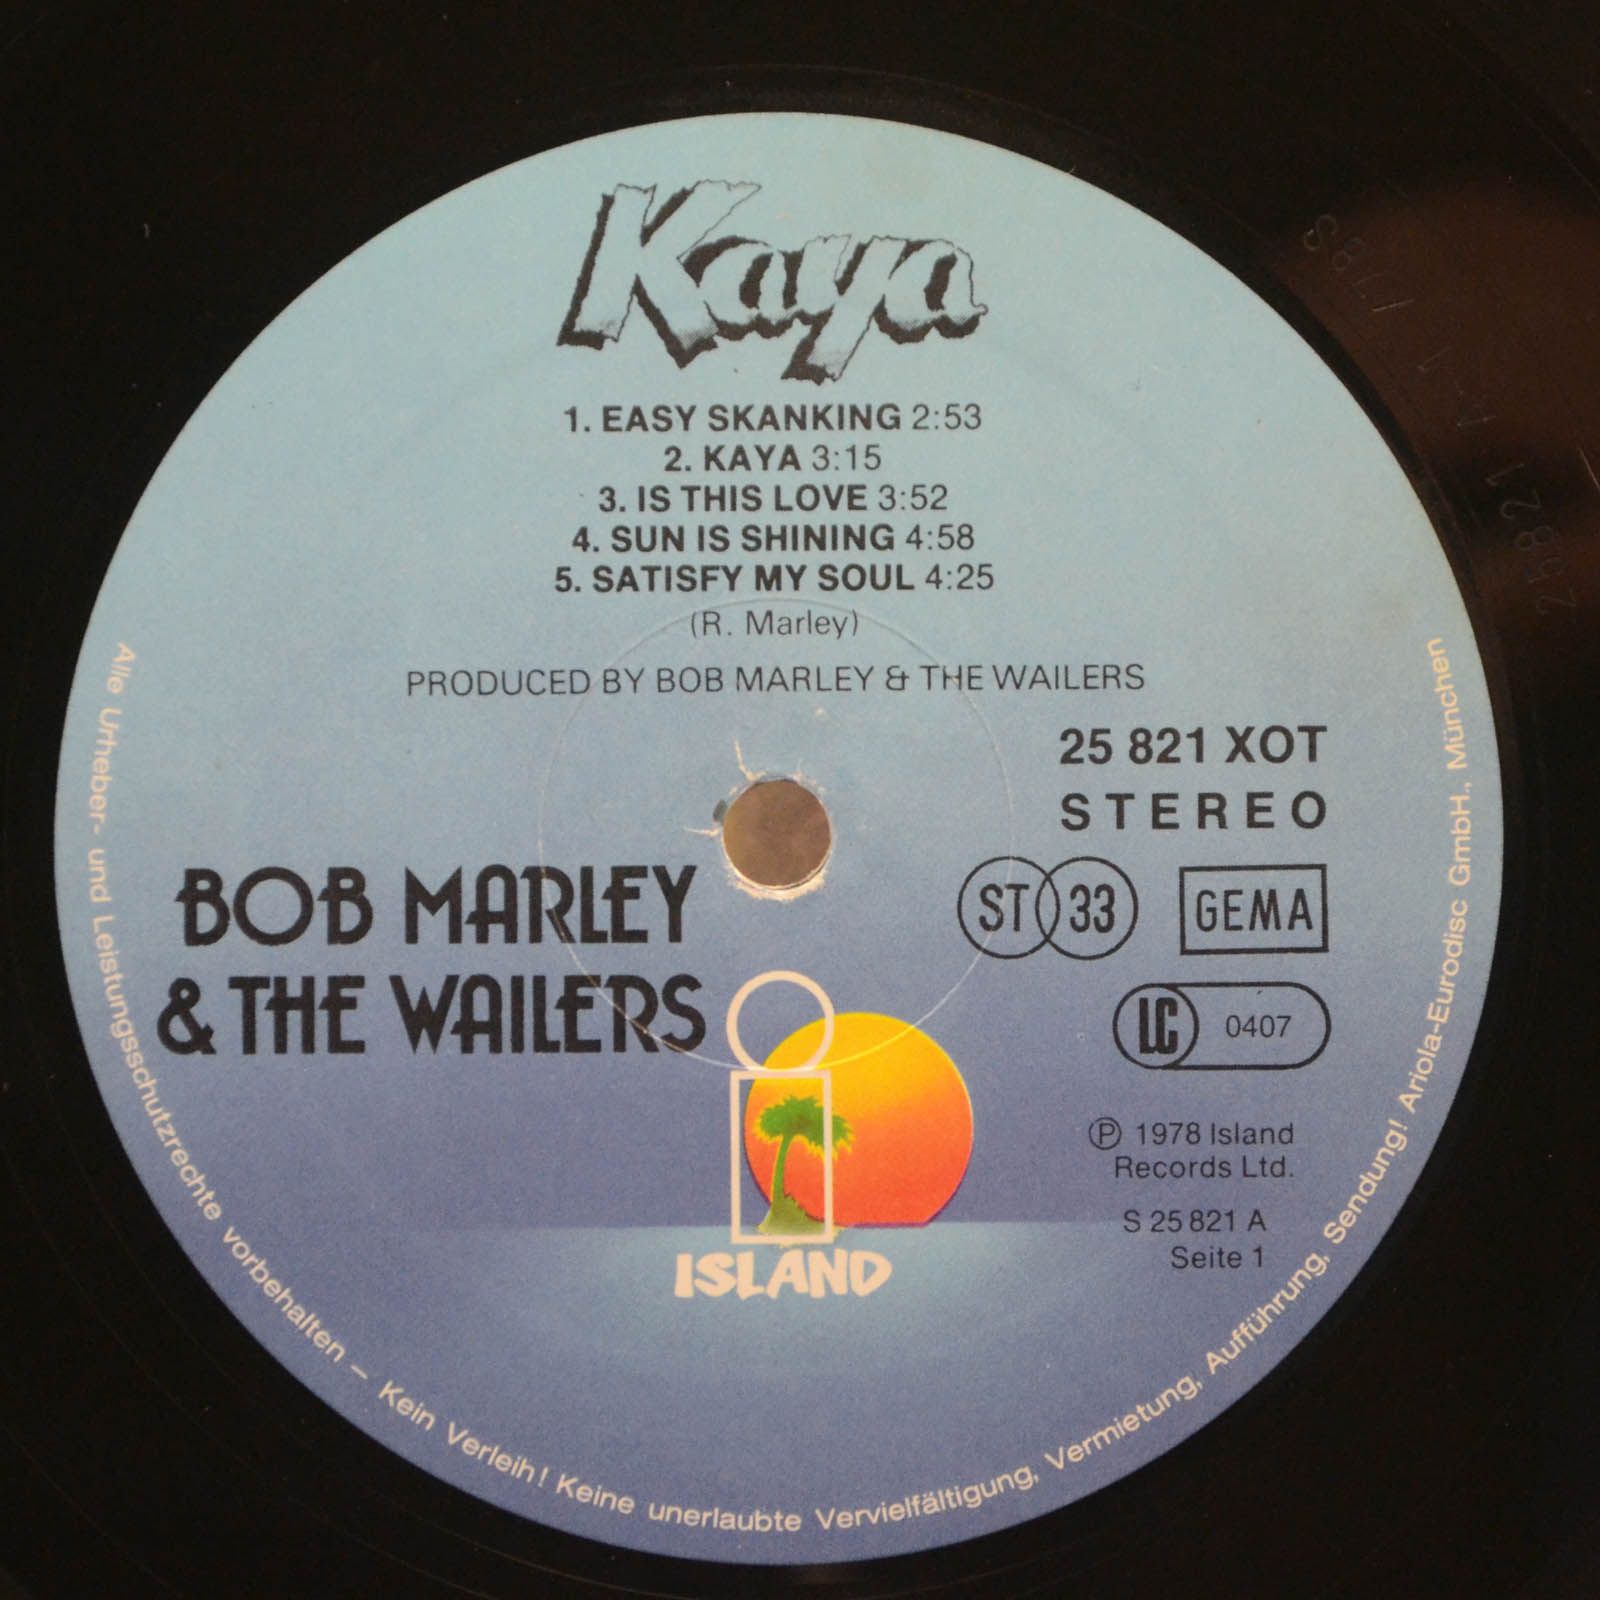 Kaya
1. EASY SKANKING 2:53
2. KAYA 3:15
3. IS THIS LOVE 3:52
4. SUN IS SHINING 4:58
5. SATISFY MY SOUL 4:25
(R. Marley)
PRODUCED BY BOB MARLEY & THE WAILERS
25 821 XOT
STEREO
BOB MARLEY
& THE WAILERS
ST 33
GEMA
LC 0407
℗ 1978 Island
Records Ltd.
S 25 821 A
Seite 1
i
ISLAND
Alle Urheber- und Leistungsschutzrechte vorbehalten – Kein Verleih! Keine unerlaubte Vervielfältigung, Vermietung, Aufführung, Sendung! Ariola-Eurodisc GmbH., München